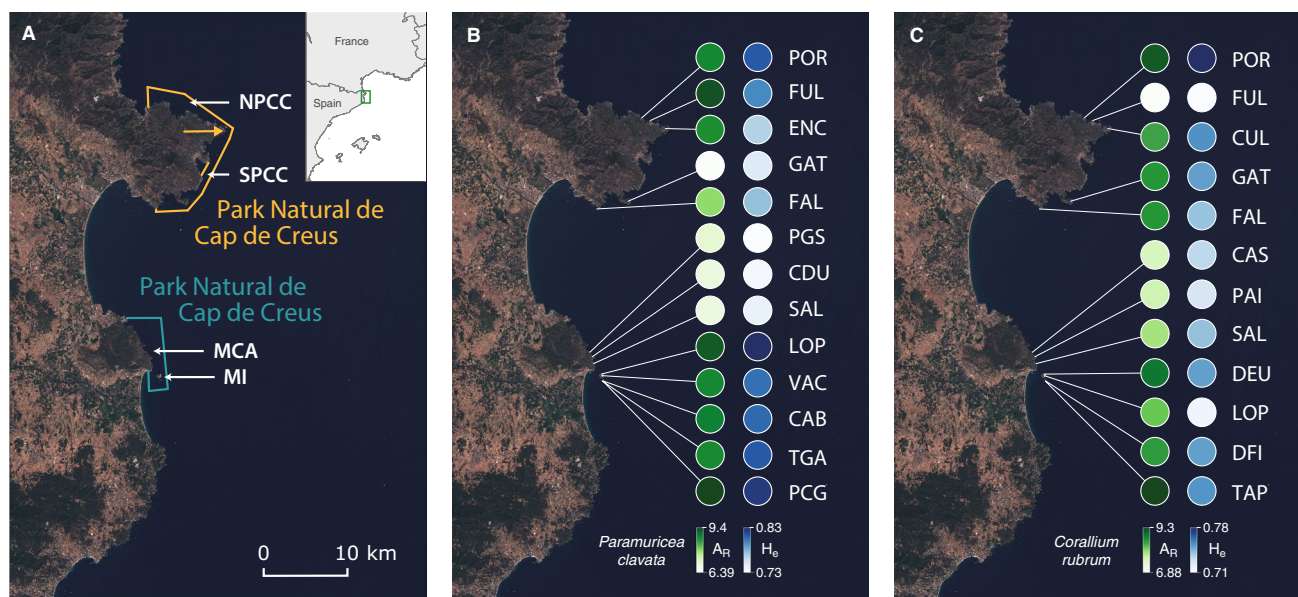 A
France
Spain
NPCC
SPCC
Park Natural de
Cap de Creus
Park Natural de
Cap de Creus
MCA
MI
0 10 km
B
POR
FUL
ENC
GAT
FAL
PGS
CDU
SAL
LOP
VAC
CAB
TGA
PCG
Paramuricea
clavata
9.4
AR
6.39
0.83
He
0.73
C
POR
FUL
CUL
GAT
FAL
CAS
PAI
SAL
DEU
LOP
DFI
TAP
Corallium
rubrum
9.3
AR
6.88
0.78
He
0.71